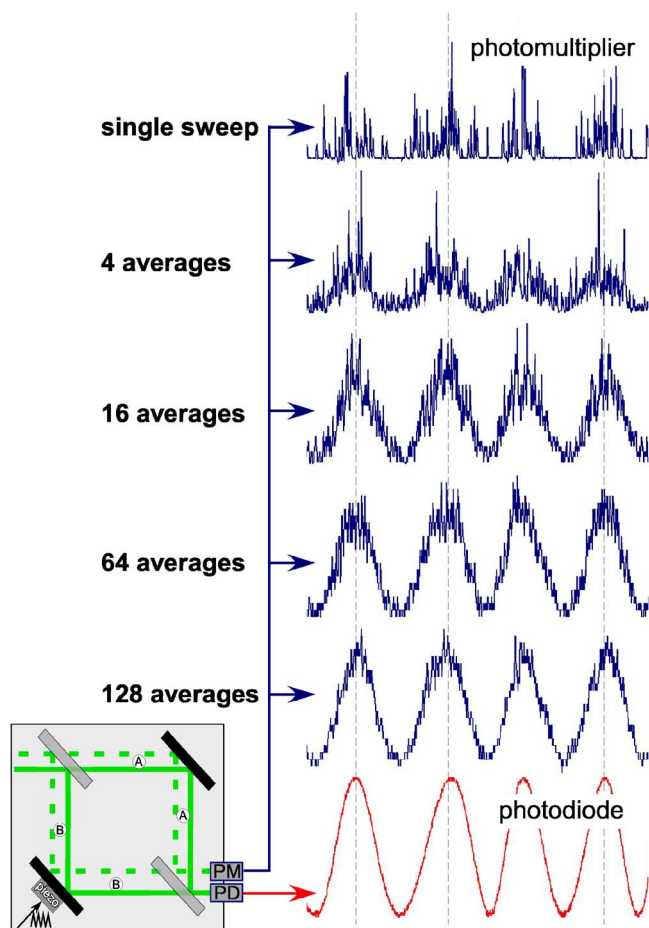 photomultiplier
single sweep
4 averages
16 averages
64 averages
128 averages
photodiode
A
A
B
B
PM
PD
piezo